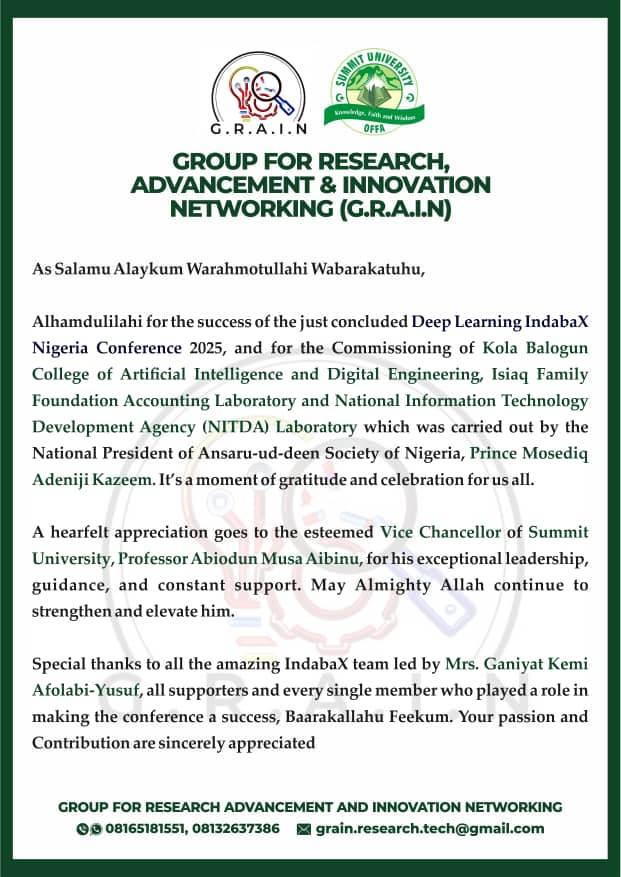 G.R.A.I.N
SUMMIT UNIVERSITY
Knowledge, Faith and Wisdom
OFFA
GROUP FOR RESEARCH,
ADVANCEMENT & INNOVATION
NETWORKING (G.R.A.I.N)
As Salamu Alaykum Warahmotullahi Wabarakatuhu,
Alhamdulilahi for the success of the just concluded Deep Learning IndabaX
Nigeria Conference 2025, and for the Commissioning of Kola Balogun
College of Artificial Intelligence and Digital Engineering, Isiaq Family
Foundation Accounting Laboratory and National Information Technology
Development Agency (NITDA) Laboratory which was carried out by the
National President of Ansaru-ud-deen Society of Nigeria, Prince Mosediq
Adeniji Kazeem. It's a moment of gratitude and celebration for us all.
A hearfelt appreciation goes to the esteemed Vice Chancellor of Summit
University, Professor Abiodun Musa Aibinu, for his exceptional leadership,
guidance, and constant support. May Almighty Allah continue to
strengthen and elevate him.
Special thanks to all the amazing IndabaX team led by Mrs. Ganiyat Kemi
Afolabi-Yusuf, all supporters and every single member who played a role in
making the conference a success, Baarakallahu Feekum. Your passion and
Contribution are sincerely appreciated
G.R.A.I.N
GROUP FOR RESEARCH ADVANCEMENT AND INNOVATION NETWORKING
08165181551, 08132637386 grain.research.tech@gmail.com